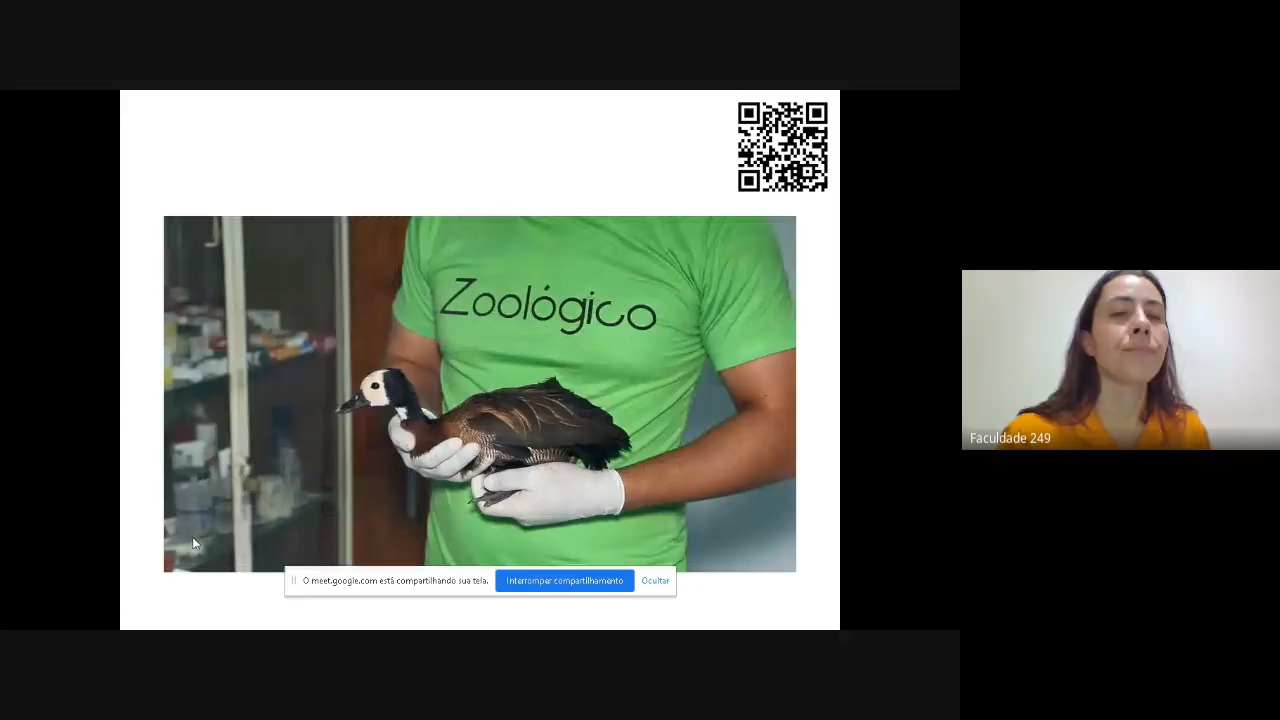 Zoológico
Faculdade 249
O meet.google.com está compartilhando sua tela. Interromper compartilhamento Ocultar